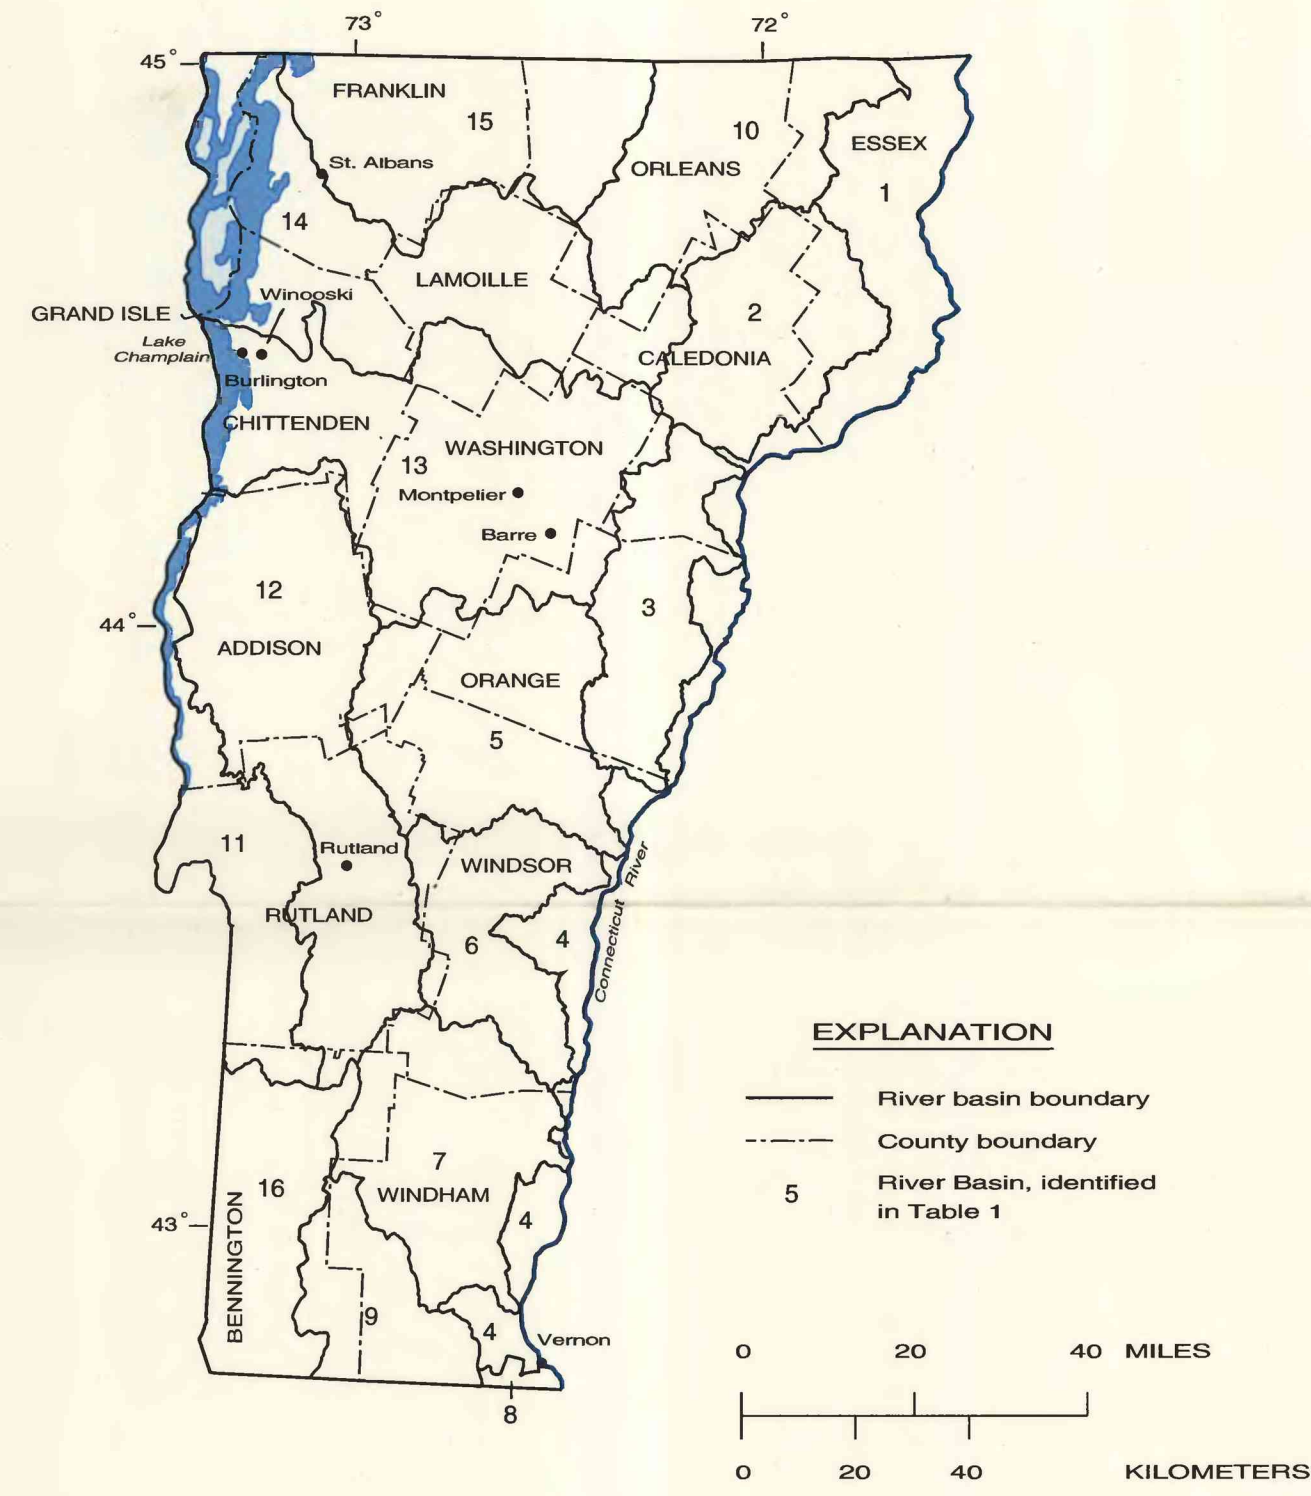 73°
72°
45°
FRANKLIN
15
10
ESSEX
St. Albans
ORLEANS
1
14
LAMOILLE
Winooski
GRAND ISLE
2
Lake
Champlain
CALEDONIA
Burlington
CHITTENDEN
WASHINGTON
13
Montpelier
Barre
12
3
44°
ADDISON
ORANGE
5
11
Rutland
WINDSOR
Connecticut River
RUTLAND
6
4
EXPLANATION
River basin boundary
County boundary
5
River Basin, identified
in Table 1
7
16
WINDHAM
43°
4
BENNINGTON
9
4
Vernon
8
0 20 40 MILES
0 20 40 KILOMETERS